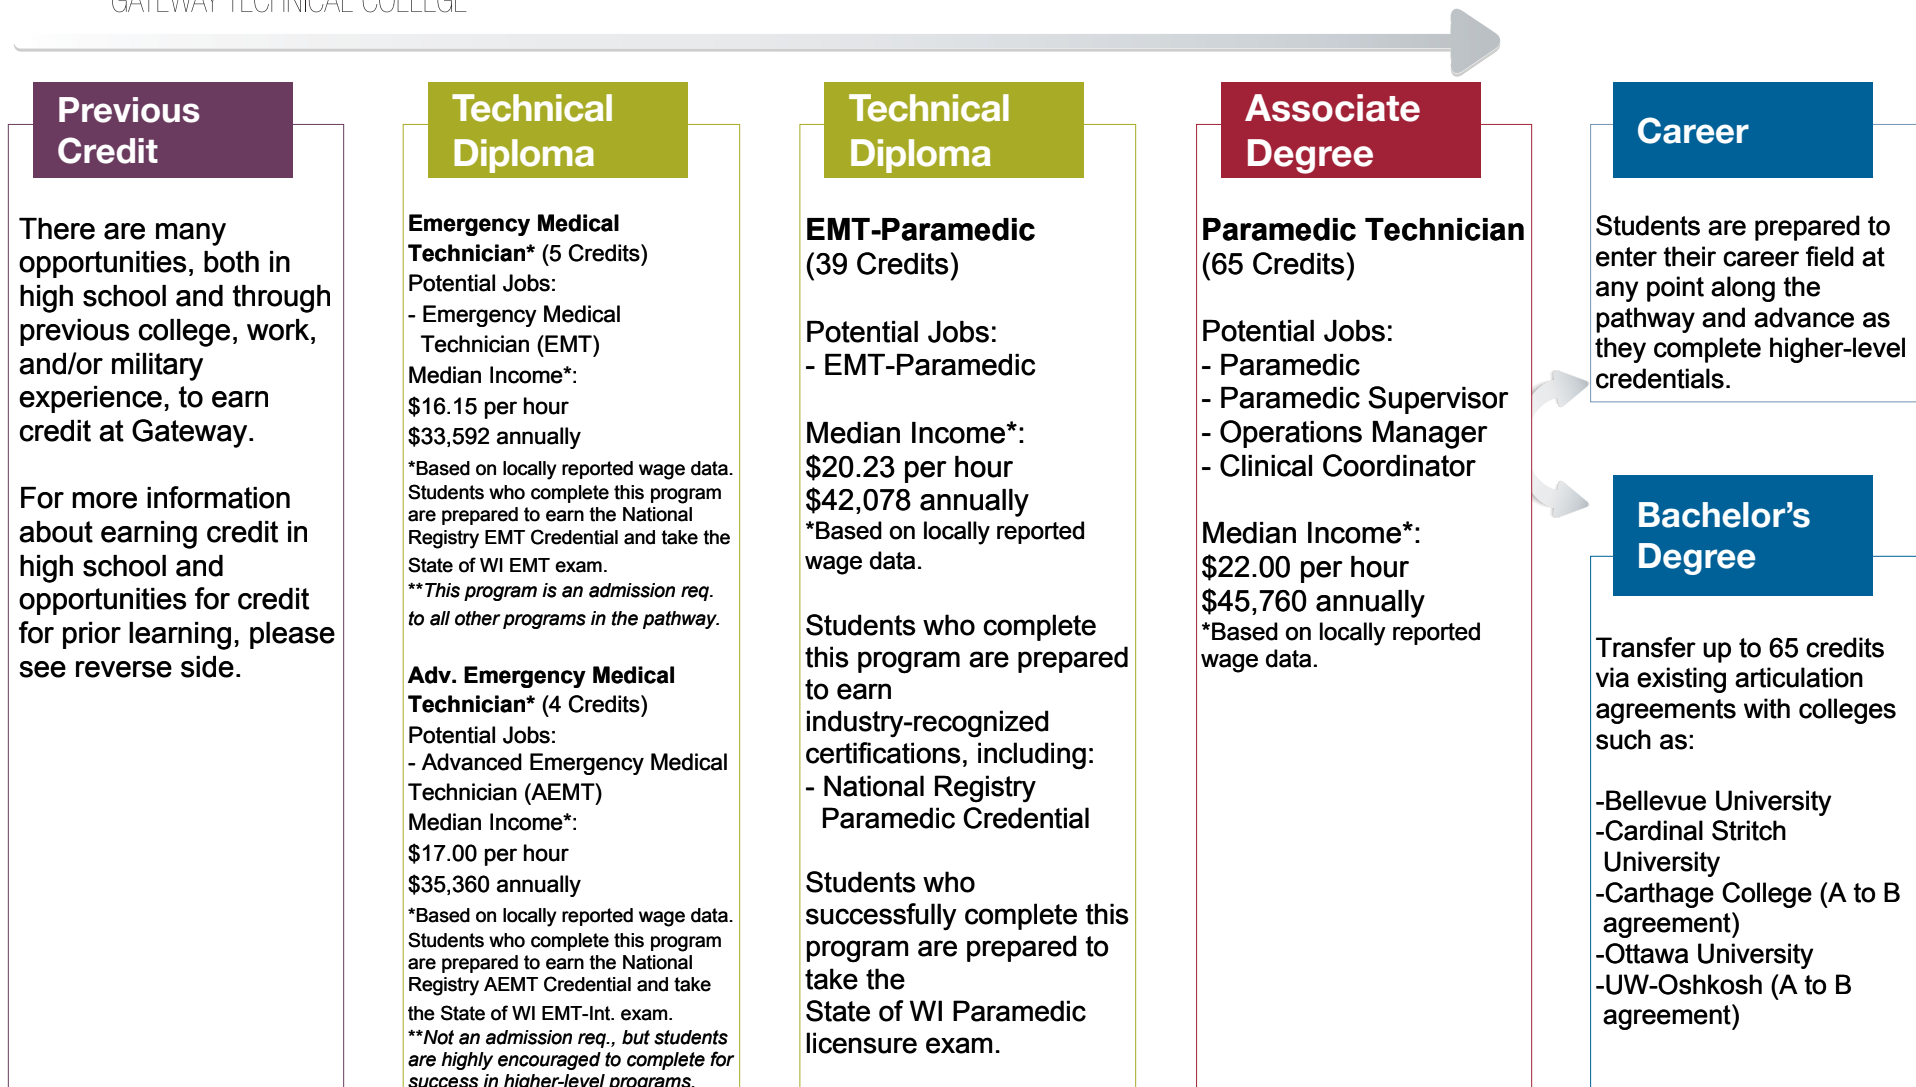 GATEWAY TECHNICAL COLLEGE
Previous
Credit
There are many
opportunities, both in
high school and through
previous college, work,
and/or military
experience, to earn
credit at Gateway.
For more information
about earning credit in
high school and
opportunities for credit
for prior learning, please
see reverse side.
Technical
Diploma
Emergency Medical
Technician* (5 Credits)
Potential Jobs:
- Emergency Medical
Technician (EMT)
Median Income*:
$16.15 per hour
$33,592 annually
*Based on locally reported wage data.
Students who complete this program
are prepared to earn the National
Registry EMT Credential and take the
State of WI EMT exam.
**This program is an admission req.
to all other programs in the pathway.
Adv. Emergency Medical
Technician* (4 Credits)
Potential Jobs:
- Advanced Emergency Medical
Technician (AEMT)
Median Income*:
$17.00 per hour
$35,360 annually
*Based on locally reported wage data.
Students who complete this program
are prepared to earn the National
Registry AEMT Credential and take
the State of WI EMT-Int. exam.
**Not an admission req., but students
are highly encouraged to complete for
success in higher-level programs.
Technical
Diploma
EMT-Paramedic
(39 Credits)
Potential Jobs:
- EMT-Paramedic
Median Income*:
$20.23 per hour
$42,078 annually
*Based on locally reported
wage data.
Students who complete
this program are prepared
to earn
industry-recognized
certifications, including:
- National Registry
Paramedic Credential
Students who
successfully complete this
program are prepared to
take the
State of WI Paramedic
licensure exam.
Associate
Degree
Paramedic Technician
(65 Credits)
Potential Jobs:
- Paramedic
- Paramedic Supervisor
- Operations Manager
- Clinical Coordinator
Median Income*:
$22.00 per hour
$45,760 annually
*Based on locally reported
wage data.
Career
Students are prepared to
enter their career field at
any point along the
pathway and advance as
they complete higher-level
credentials.
Bachelor's
Degree
Transfer up to 65 credits
via existing articulation
agreements with colleges
such as:
-Bellevue University
-Cardinal Stritch
University
-Carthage College (A to B
agreement)
-Ottawa University
-UW-Oshkosh (A to B
agreement)